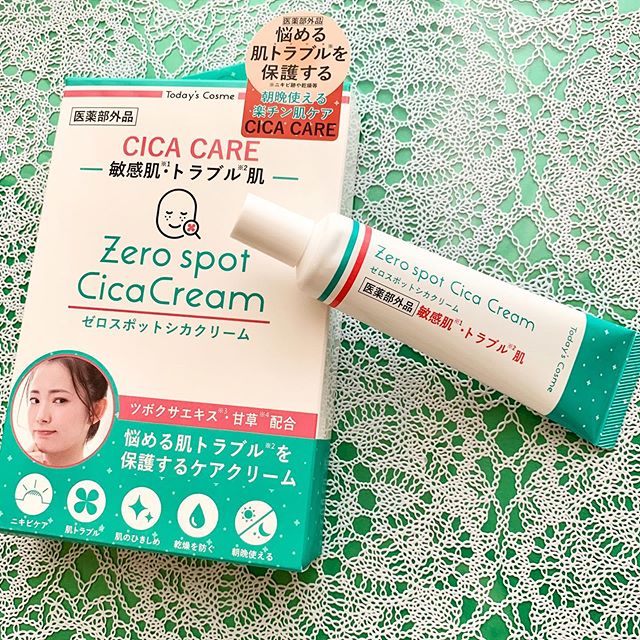 医薬部外品
悩める
肌トラブル※を
保護する
※ニキビ跡や乾燥等
朝晩使える
楽チン肌ケア
CICA CARE
Today's Cosme
医薬部外品
CICA CARE
敏感肌※1・トラブル※2肌
Zero spot
CicaCream
ゼロスポットシカクリーム
ツボクサエキス※3・甘草※4配合
悩める肌トラブル※2を
保護するケアクリーム
ニキビケア
肌トラブル
肌のひきしめ
乾燥を防ぐ
朝晩使える
Zero spot Cica Cream
ゼロスポットシカクリーム
医薬部外品 敏感肌※1・トラブル※2肌
Today's Cosme